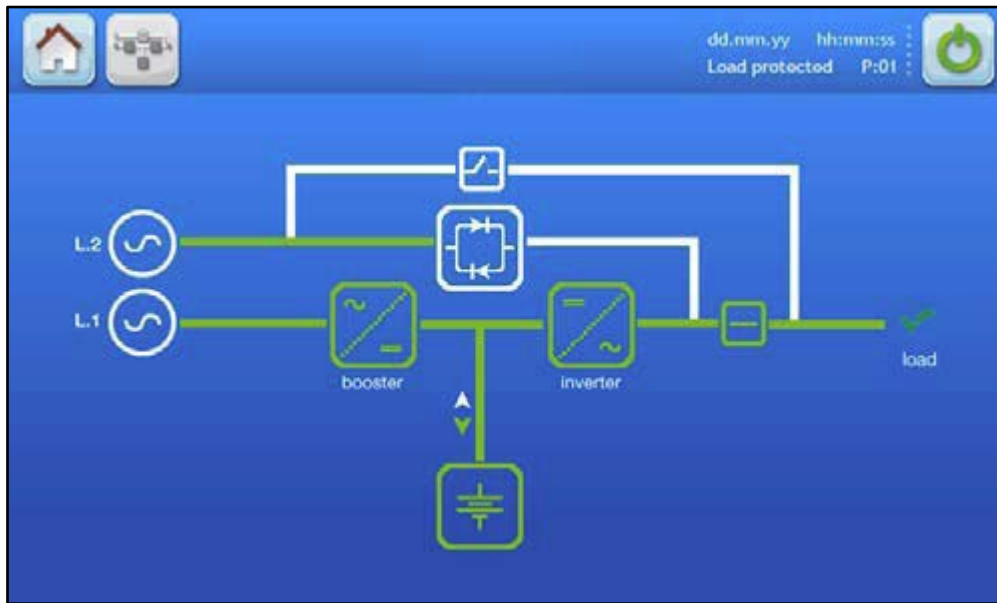 dd.mm.yy hh:mm:ss
Load protected P:01
L.2
L.1
booster
inverter
load